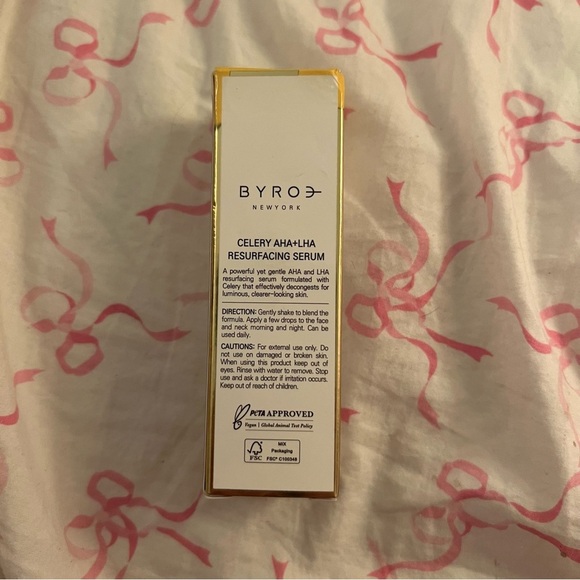 BYROE
NEWYORK
CELERY AHA+LHA
RESURFACING SERUM
A powerful yet gentle AHA and LHA
resurfacing serum formulated with
Celery that effectively decongests for
luminous, clearer-looking skin.
DIRECTION: Gently shake to blend the
formula. Apply a few drops to the face
and neck morning and night. Can be
used daily.
CAUTIONS: For external use only. Do
not use on damaged or broken skin.
When using this product keep out of
eyes. Rinse with water to remove. Stop
use and ask a doctor if irritation occurs.
Keep out of reach of children.
PETA APPROVED
Vegan | Global Animal Test Policy
FSC
MIX
Packaging
FSC® C100349